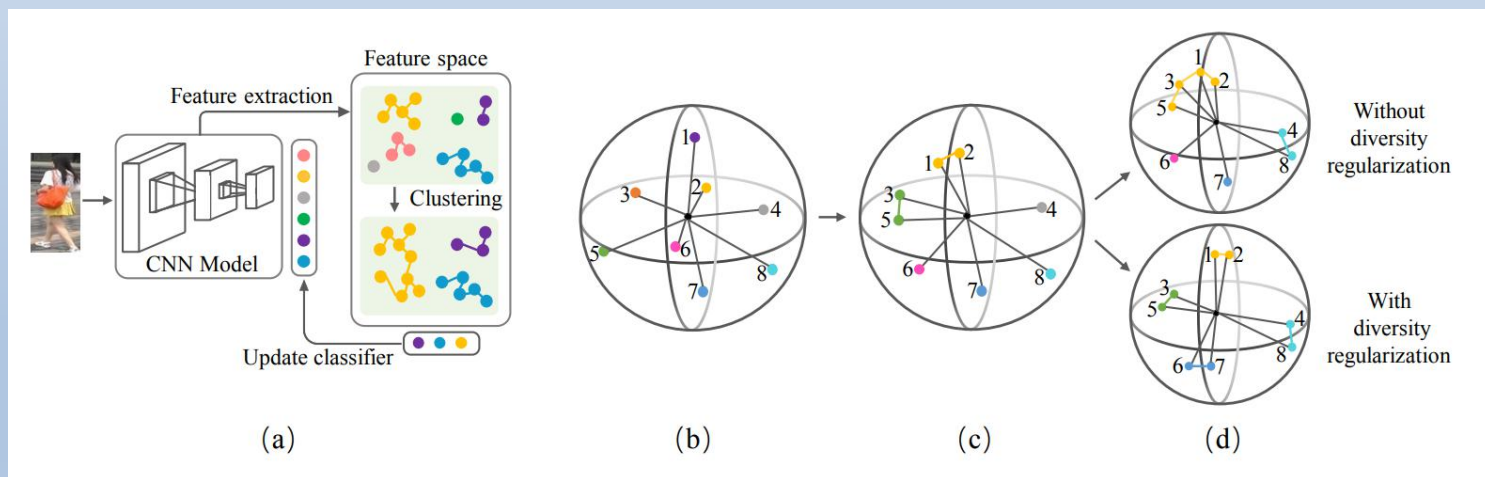 Feature space
Feature extraction
Clustering
CNN Model
Update classifier
(a)
1
2
3
4
5
6
7
8
(b)
1
2
3
4
5
6
7
8
(c)
1
2
3
4
5
6
7
8
Without
diversity
regularization
1
2
3
4
5
6
7
8
With
diversity
regularization
(d)